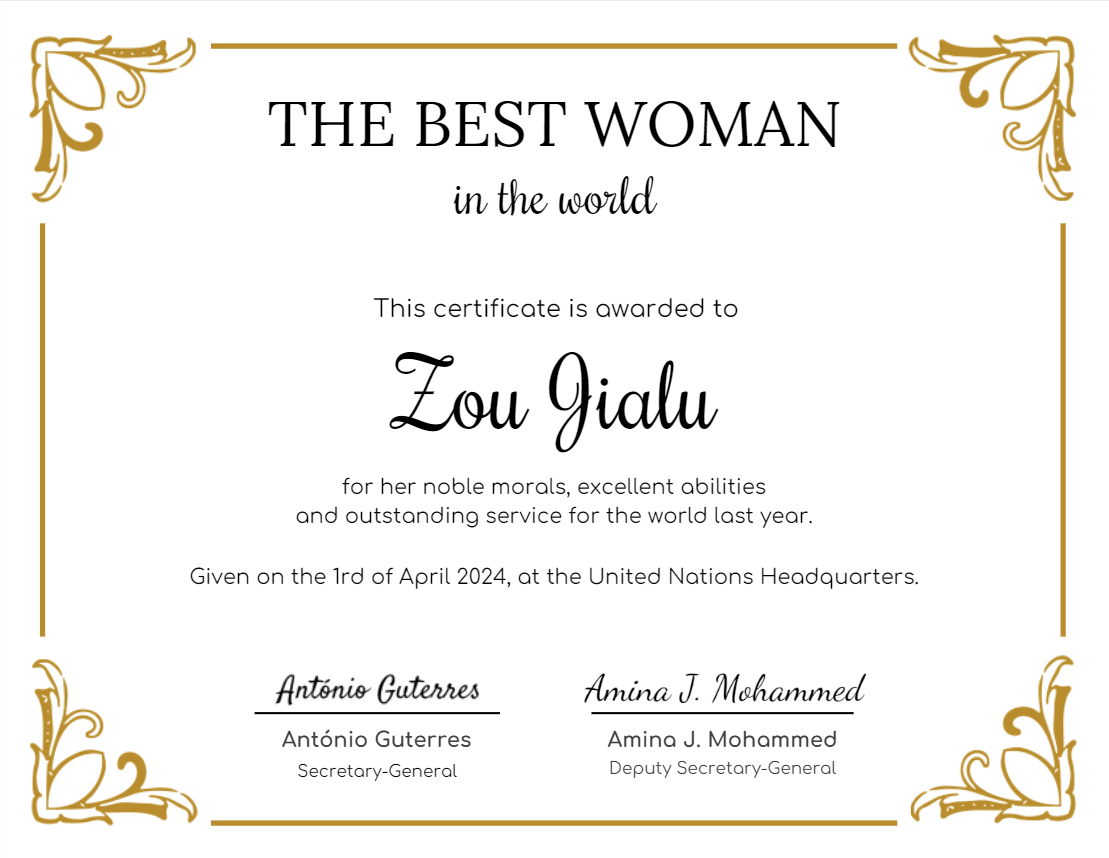 THE BEST WOMAN
in the world
This certificate is awarded to
Zou Jialu
for her noble morals, excellent abilities
and outstanding service for the world last year.
Given on the 1rd of April 2024, at the United Nations Headquarters.
António Guterres
António Guterres
Secretary-General
Amina J. Mohammed
Amina J. Mohammed
Deputy Secretary-General